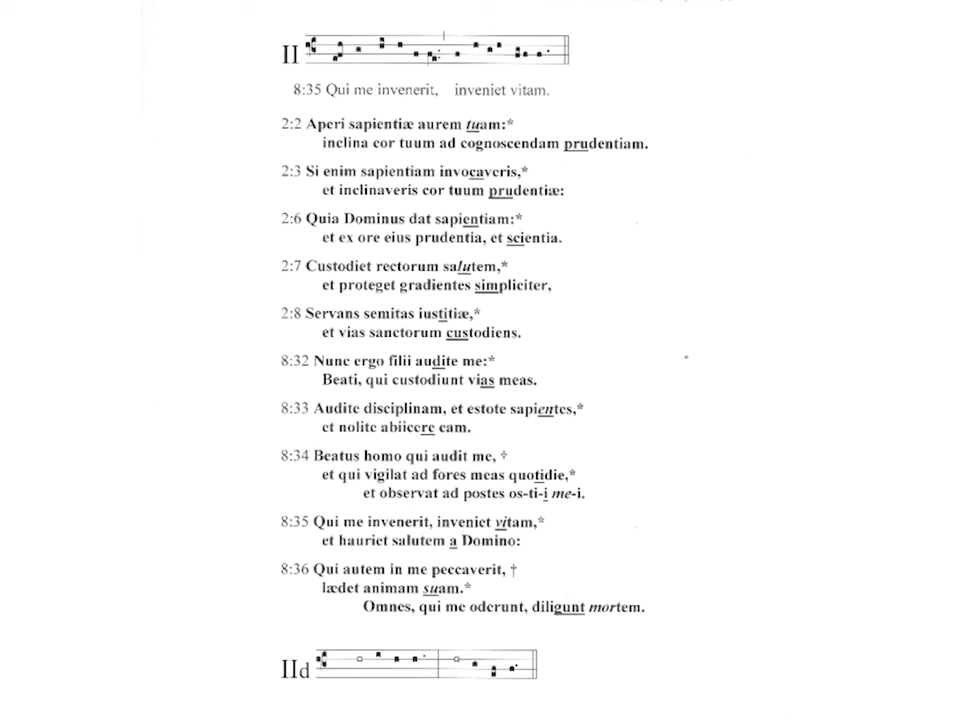 II
8:35 Qui me invenerit, inveniet vitam.
2:2 Aperi sapientiæ aurem tuam:*
inclina cor tuum ad cognoscendam prudentiam.
2:3 Si enim sapientiam invocaveris,*
et inclinaveris cor tuum prudentiæ:
2:6 Quia Dominus dat sapientiam:*
et ex ore eius prudentia, et scientia.
2:7 Custodiet rectorum salutem,*
et proteget gradientes simpliciter,
2:8 Servans semitas iustitiæ,*
et vias sanctorum custodiens.
8:32 Nunc ergo filii audite me:*
Beati, qui custodiunt vias meas.
8:33 Audite disciplinam, et estote sapientes,*
et nolite abiicere eam.
8:34 Beatus homo qui audit me, †
et qui vigilat ad fores meas quotidie,*
et observat ad postes os-ti-i me-i.
8:35 Qui me invenerit, inveniet vitam,*
et hauriet salutem a Domino:
8:36 Qui autem in me peccaverit, †
lædet animam suam.*
Omnes, qui me oderunt, diligunt mortem.
IId